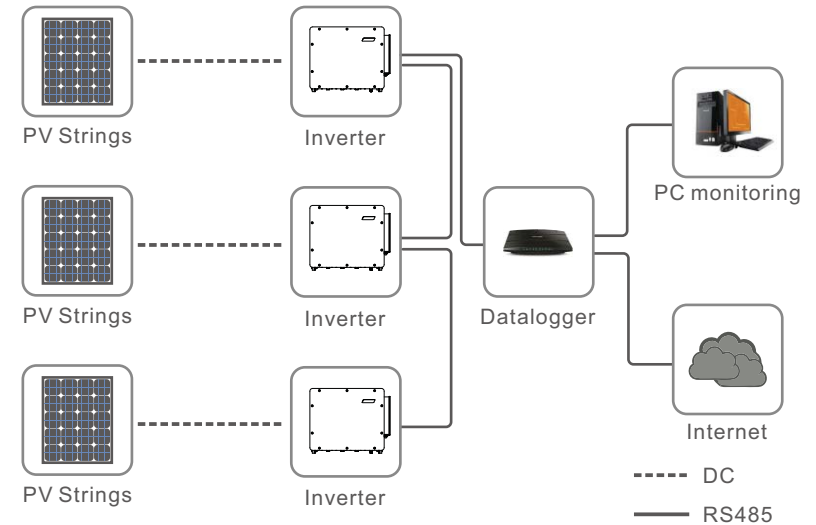 PV Strings
Inverter
PC monitoring
PV Strings
Inverter
Datalogger
Internet
DC
PV Strings
Inverter
RS485